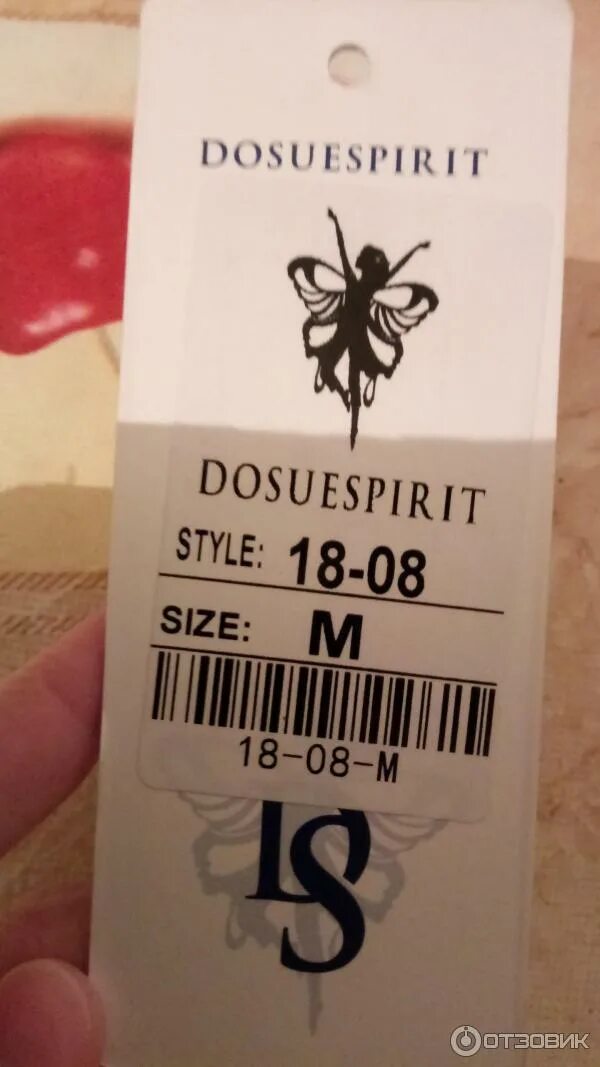 DOSUESPIRIT
DOSUESPIRIT
STYLE: 18-08
SIZE: M
18-08-M
DS
ОТЗОВИК